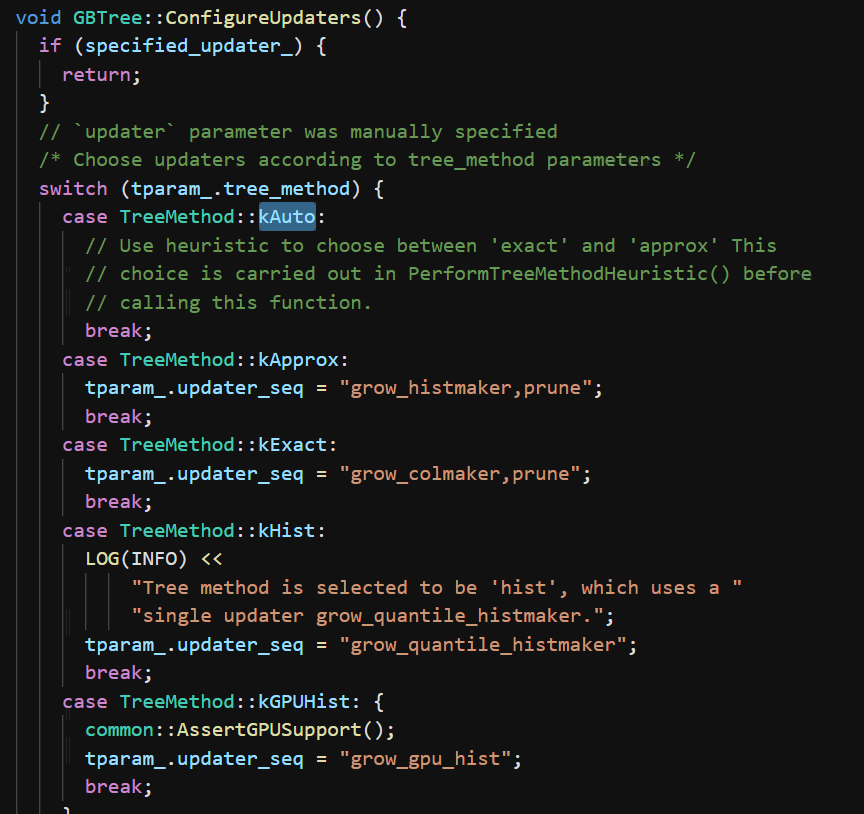 void GBTree::ConfigureUpdaters() {
if (specified_updater_) {
return;
}
// `updater` parameter was manually specified
/* Choose updaters according to tree_method parameters */
switch (tparam_.tree_method) {
case TreeMethod::kAuto:
// Use heuristic to choose between 'exact' and 'approx' This
// choice is carried out in PerformTreeMethodHeuristic() before
// calling this function.
break;
case TreeMethod::kApprox:
tparam_.updater_seq = "grow_histmaker,prune";
break;
case TreeMethod::kExact:
tparam_.updater_seq = "grow_colmaker,prune";
break;
case TreeMethod::kHist:
LOG(INFO) <<
"Tree method is selected to be 'hist', which uses a "
"single updater grow_quantile_histmaker.";
tparam_.updater_seq = "grow_quantile_histmaker";
break;
case TreeMethod::kGPUHist: {
common::AssertGPUSupport();
tparam_.updater_seq = "grow_gpu_hist";
break;
}